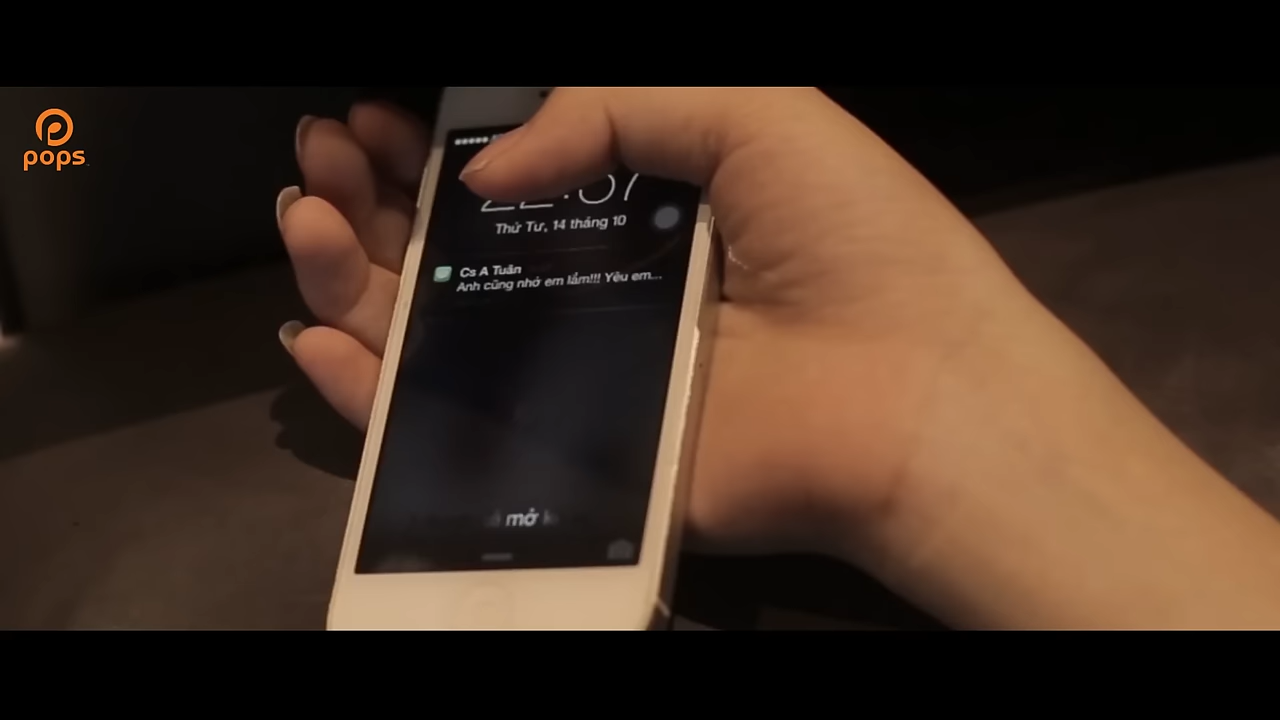 pops
Thứ Tư, 14 tháng 10
Cs A Tuấn
Anh cũng nhớ em lắm!!! Yêu em...
mở